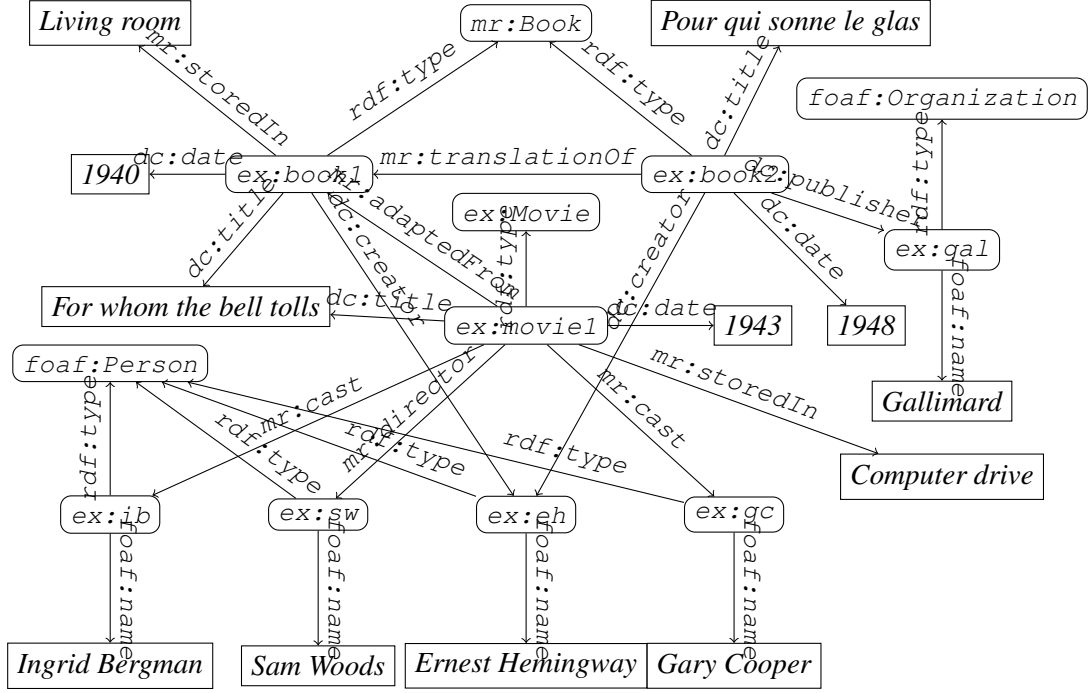 Living room
mr:Book
Pour qui sonne le glas
mr:storedIn
rdf:type
rdf:type
dc:title
foaf:Organization
1940
dc:date
ex:book1
mr:translationOf
ex:book2
dc:publisher
rdf:type
dc:title
mr:adaptedFrom
dc:creator
ex:Movie
rdf:type
dc:creator
dc:date
ex:gal
foaf:name
For whom the bell tolls
dc:title
ex:movie1
dc:date
1943
1948
foaf:Person
mr:director
mr:cast
mr:cast
mr:storedIn
Gallimard
rdf:type
rdf:type
rdf:type
rdf:type
Computer drive
ex:ib
ex:sw
ex:eh
ex:gc
foaf:name
foaf:name
foaf:name
foaf:name
Ingrid Bergman
Sam Woods
Ernest Hemingway
Gary Cooper